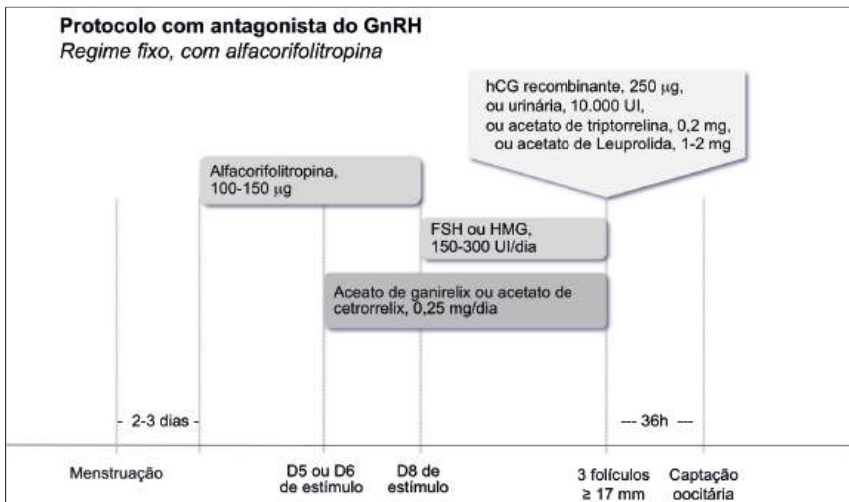 Protocolo com antagonista do GnRH
Regime fixo, com alfacorifolitropina
hCG recombinante, 250 μg,
ou urinária, 10.000 UI,
ou acetato de triptorrelina, 0,2 mg,
ou acetato de Leuprolida, 1-2 mg
Alfacorifolitropina,
100-150 μg
FSH ou HMG,
150-300 UI/dia
Aceato de ganirelix ou acetato de
cetrorrelix, 0,25 mg/dia
- 2-3 dias -
--- 36h ---
Menstruação
D5 ou D6
de estímulo
D8 de
estímulo
3 folículos
≥ 17 mm
Captação
oocitária